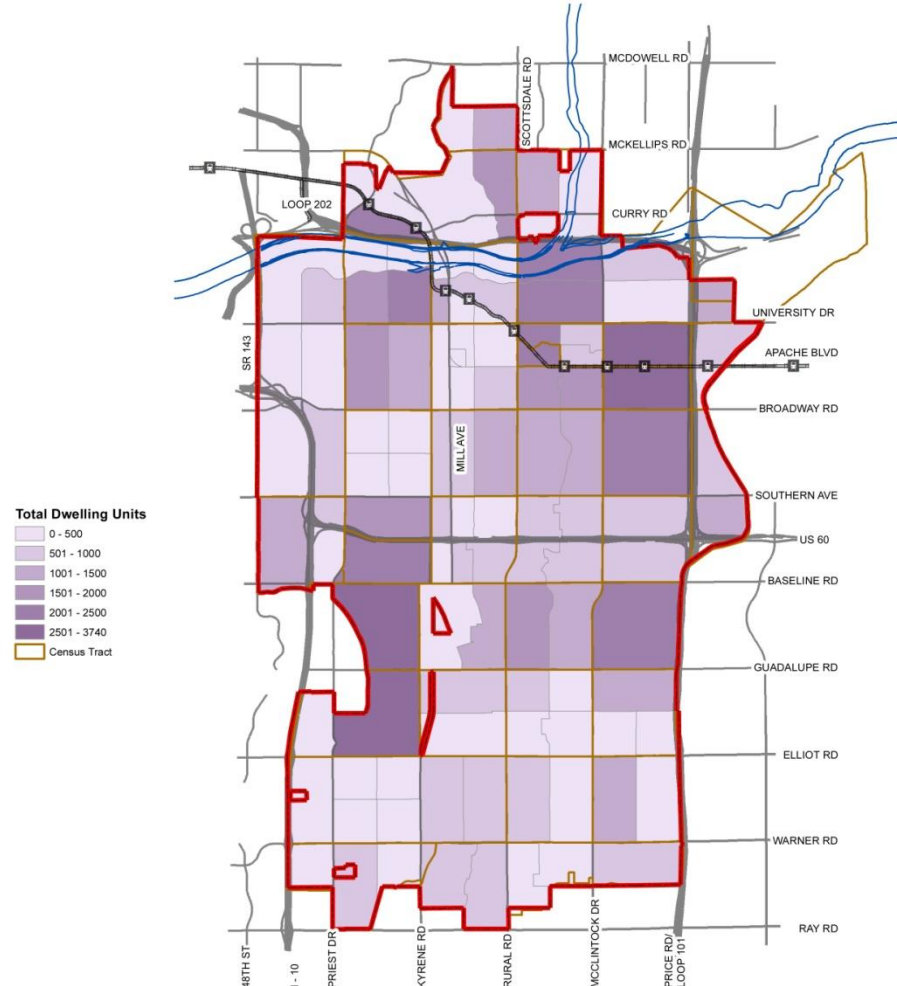 MCDOWELL RD
SCOTTSDALE RD
MCKELLIPS RD
LOOP 202
CURRY RD
UNIVERSITY DR
SR 143
APACHE BLVD
BROADWAY RD
MILL AVE
SOUTHERN AVE
US 60
BASELINE RD
GUADALUPE RD
ELLIOT RD
WARNER RD
RAY RD
Total Dwelling Units
0 - 500
501 - 1000
1001 - 1500
1501 - 2000
2001 - 2500
2501 - 3740
Census Tract
48TH ST
I - 10
PRIEST DR
KYRENE RD
RURAL RD
MCCLINTOCK DR
PRICE RD/
LOOP 101